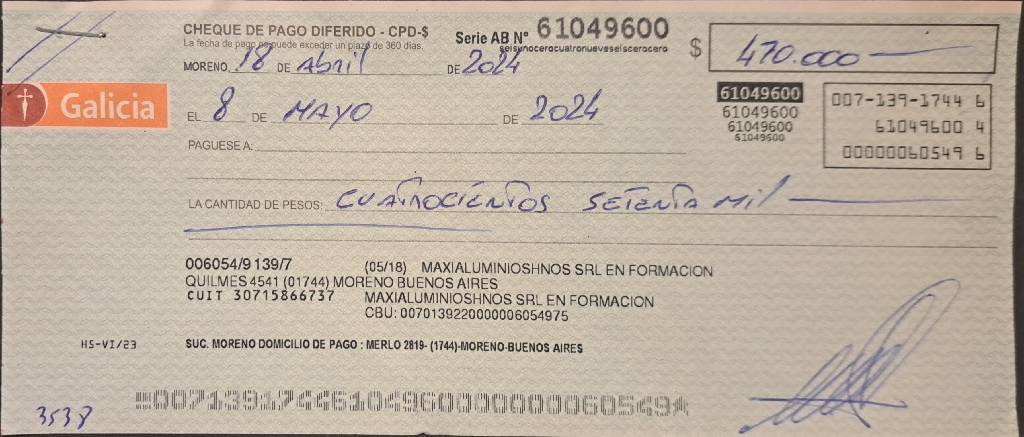 CHEQUE DE PAGO DIFERIDO - CPD-$
La fecha de pago no puede exceder un plazo de 360 días.
Serie AB Nº 61049600
seisunoceracuatronueveseisceracero
$ 470.000
MORENO, 18 DE Abril DE 2024
Galicia
EL 8 DE MAYO DE 2024
61049600
61049600
61049600
61049600
007-139-1744 6
61049600 4
00000060549 6
PAGUESE A:
LA CANTIDAD DE PESOS: CUATROCIENTOS SETENTA MIL
006054/9 139/7 (05/18) MAXIALUMINIOSHNOS SRL EN FORMACION
QUILMES 4541 (01744) MORENO BUENOS AIRES
CUIT 30715866737 MAXIALUMINIOSHNOS SRL EN FORMACION
CBU: 0070139220000006054975
HS-VI/23
SUC. MORENO DOMICILIO DE PAGO : MERLO 2819- (1744)-MORENO-BUENOS AIRES
3538